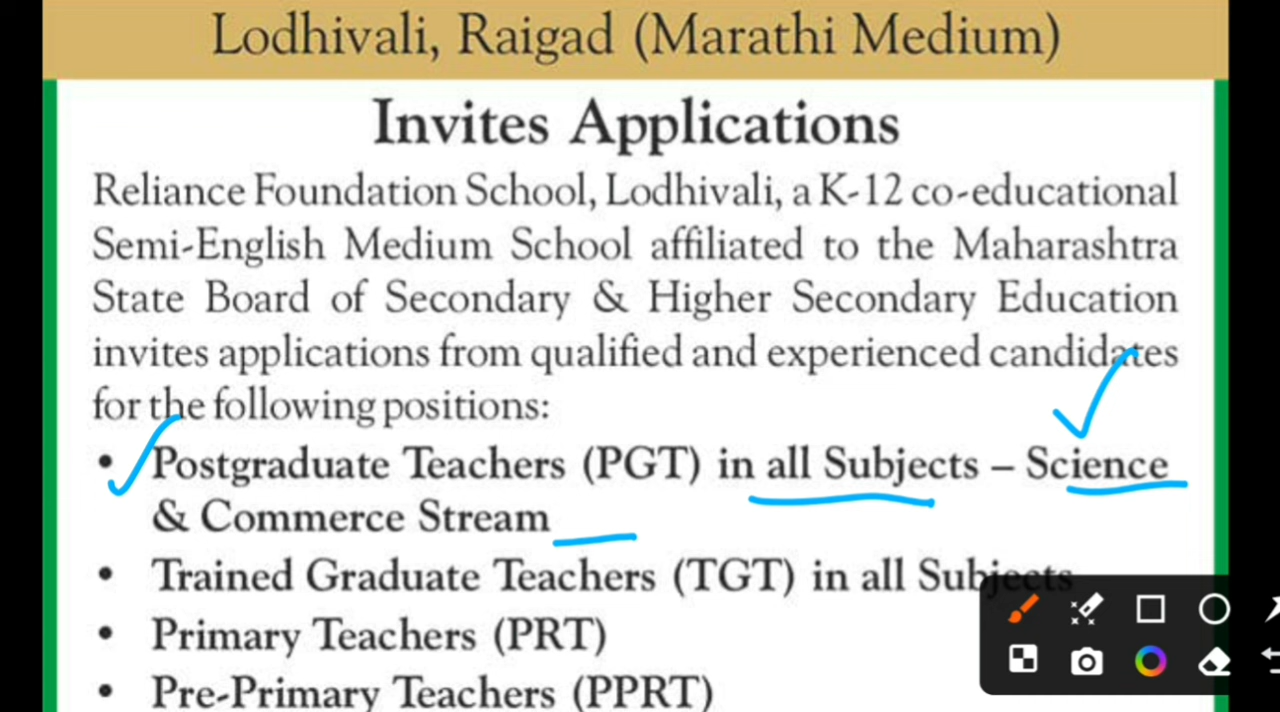 Lodhivali, Raigad (Marathi Medium)
Invites Applications
Reliance Foundation School, Lodhivali, a K-12 co-educational
Semi-English Medium School affiliated to the Maharashtra
State Board of Secondary & Higher Secondary Education
invites applications from qualified and experienced candidates
for the following positions:
• Postgraduate Teachers (PGT) in all Subjects – Science
& Commerce Stream
• Trained Graduate Teachers (TGT) in all Subjects
• Primary Teachers (PRT)
• Pre-Primary Teachers (PPRT)